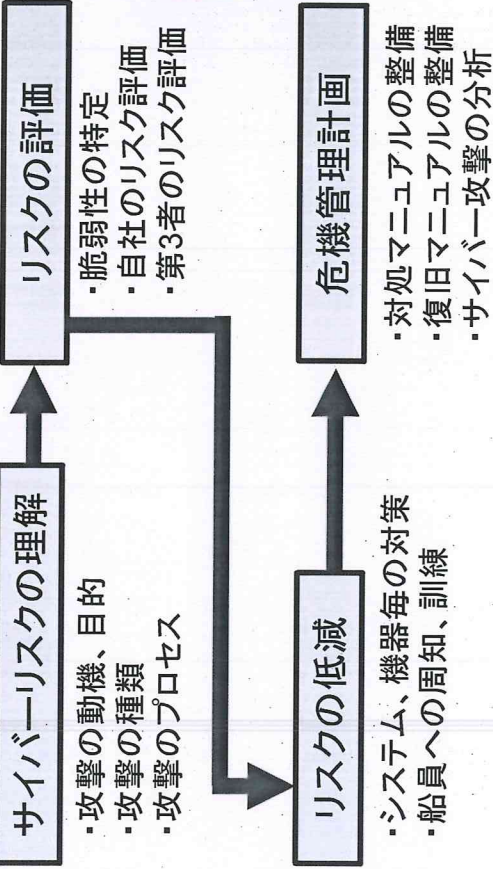 サイバーリスクの理解
・攻撃の動機、目的
・攻撃の種類
・攻撃のプロセス
リスクの評価
・脆弱性の特定
・自社のリスク評価
・第3者のリスク評価
リスクの低減
・システム、機器毎の対策
・船員への周知、訓練
危機管理計画
・対処マニュアルの整備
・復旧マニュアルの整備
・サイバー攻撃の分析